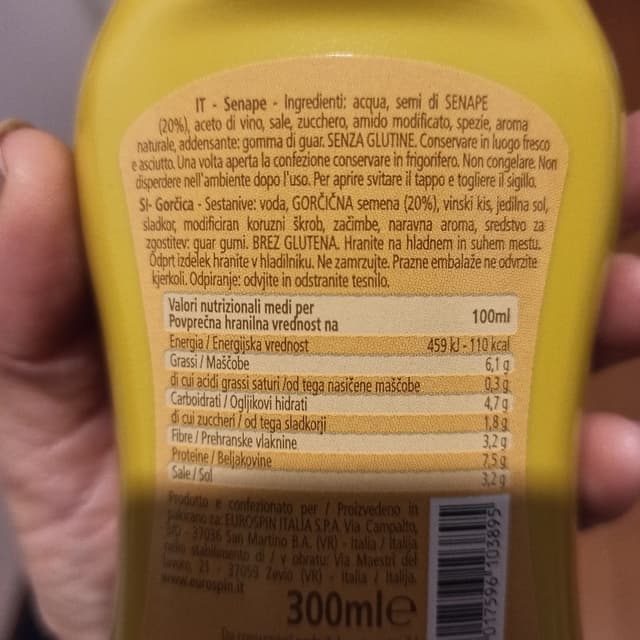 IT - Senape - Ingredienti: acqua, semi di SENAPE
(20%), aceto di vino, sale, zucchero, amido modificato, spezie, aroma
naturale, addensante: gomma di guar. SENZA GLUTINE. Conservare in luogo fresco
e asciutto. Una volta aperta la confezione conservare in frigorifero. Non congelare. Non
disperdere nell'ambiente dopo l'uso. Per aprire svitare il tappo e togliere il sigillo.
SI- Gorčica - Sestavine: voda, GORČIČNA semena (20%), vinski kis, jedilna sol,
sladkor, modificiran koruzni škrob, začimbe, naravna aroma, sredstvo za
zgostitev: guar gumi. BREZ GLUTENA. Hranite na hladnem in suhem mestu.
Odprt izdelek hranite v hladilniku. Ne zamrzujte. Prazne embalaže ne odvrzite
kjerkoli. Odpiranje: odvjite in odstranite tesnilo.
Valori nutrizionali medi per
Povprečna hranilna vrednost na 100ml
Energia / Energijska vrednost 459 kJ - 110 kcal
Grassi / Maščobe 6,1 g
di cui acidi grassi saturi /od tega nasičene maščobe 0,3 g
Carboidrati / Ogljikovi hidrati 4,7 g
di cui zuccheri / od tega sladkorji 1,8 g
Fibre / Prehranske vlaknine 3,2 g
Proteine / Beljakovine 7,5 g
Sale / Sol 3,2 g
Prodotto e confezionato per / Proizvedeno in
pakirano za: EUROSPIN ITALIA S.P.A. Via Campalto,
3/D - 37036 San Martino B.A. (VR) - Italia / Italija
nello stabilimento di / v obratu: Via Maestri del
lavoro, 23 - 37059 Zevio (VR) - Italia / Italija.
www.eurospin.it
300ml e
017596 103895